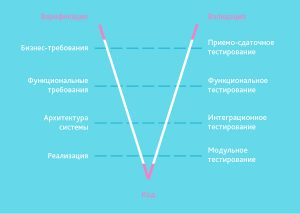 Верификация
Валидация
Бизнес-требования
Приемо-сдаточное
тестирование
Функциональные
требования
Функциональное
тестирование
Архитектура
системы
Интеграционное
тестирование
Реализация
Модульное
тестирование
Код